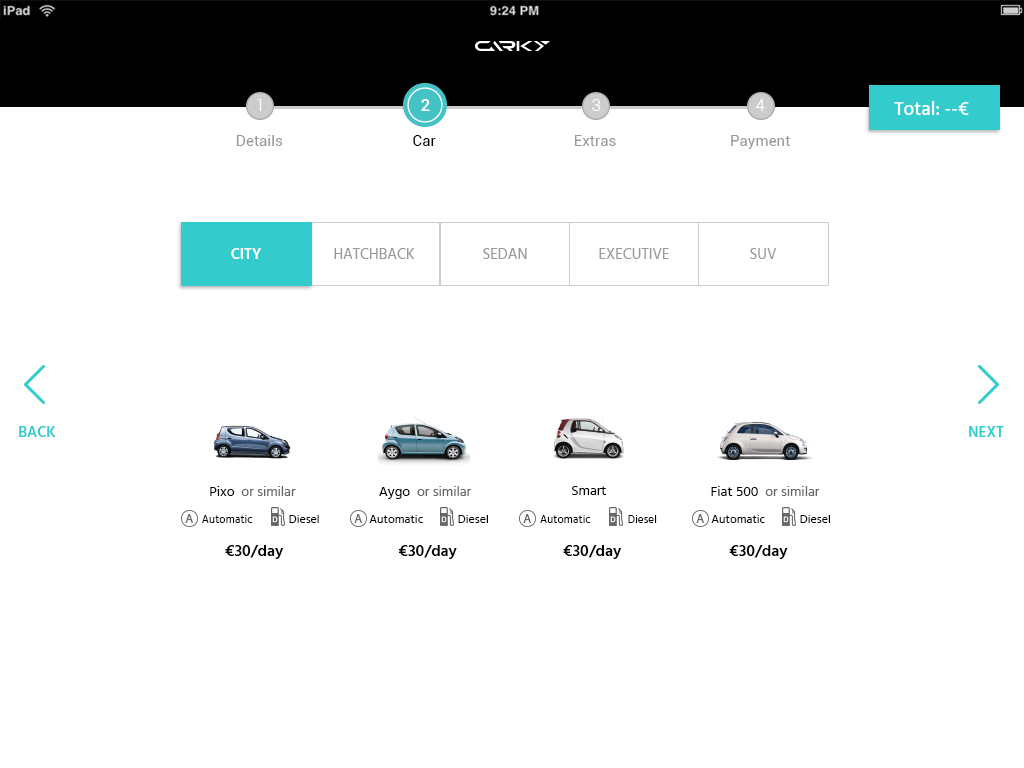 iPad 9:24 PM
CARKY
1 2 3 4
Total: --€
Details Car Extras Payment
CITY HATCHBACK SEDAN EXECUTIVE SUV
BACK NEXT
Pixo or similar Aygo or similar Smart Fiat 500 or similar
A Automatic D Diesel A Automatic D Diesel A Automatic D Diesel A Automatic D Diesel
€30/day €30/day €30/day €30/day